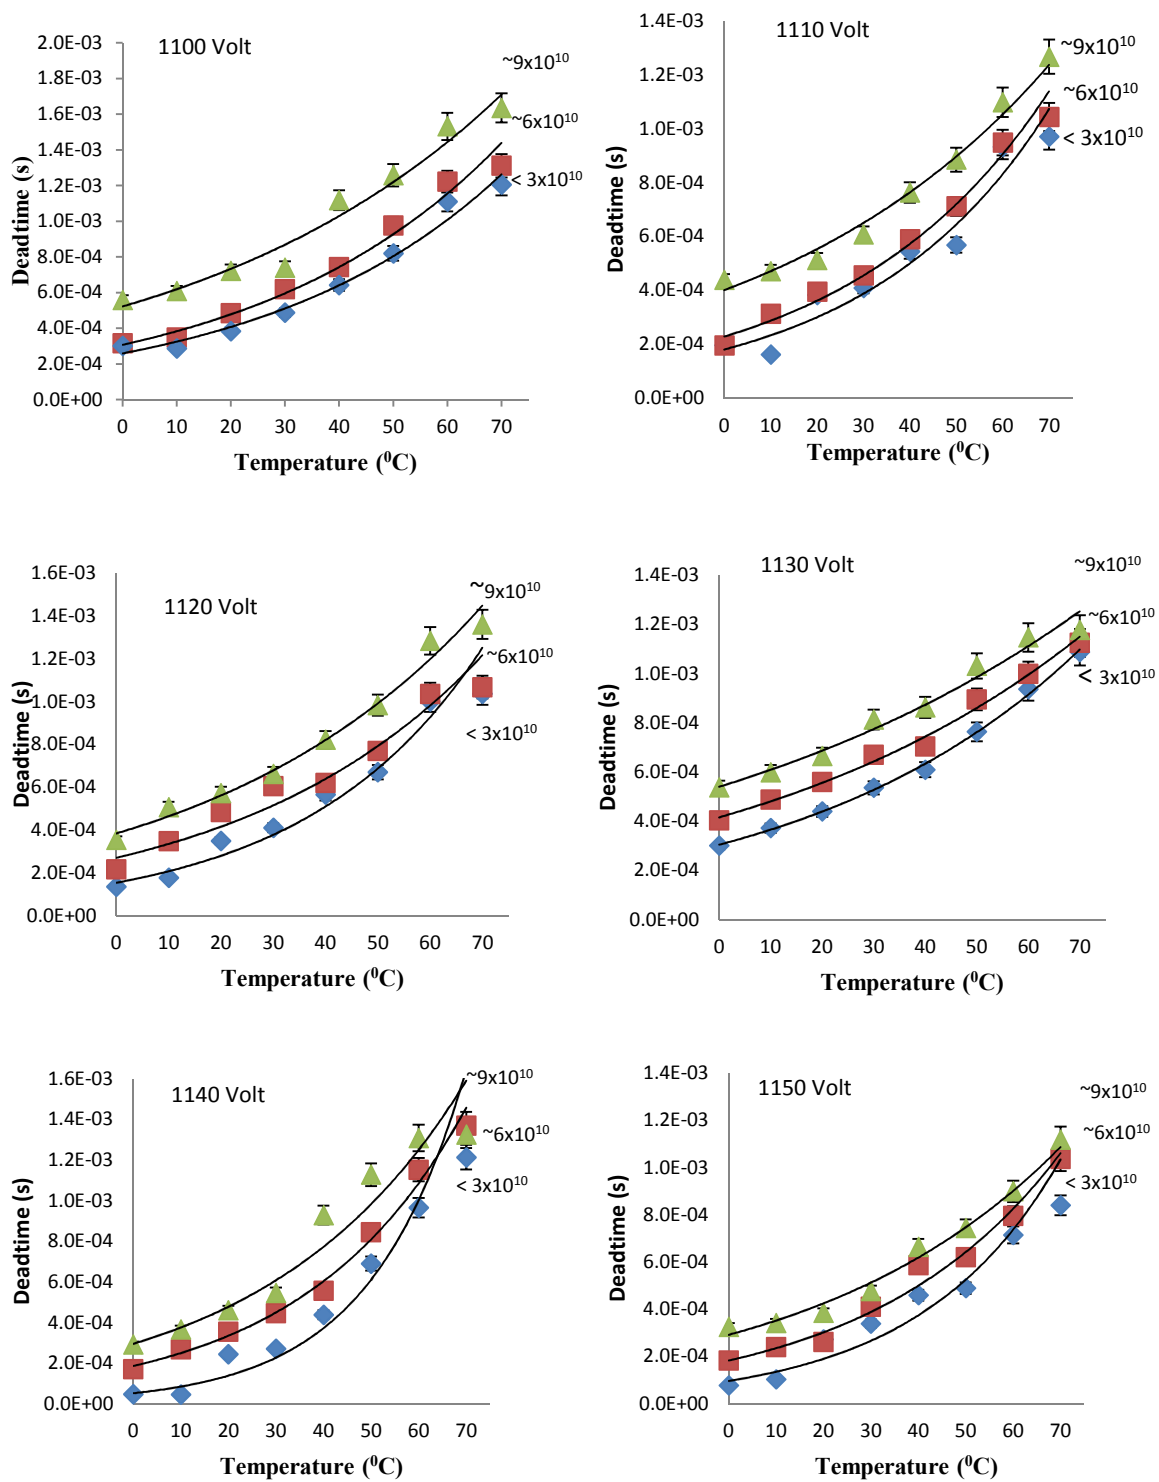 1100 Volt
2.0E-03
1.8E-03
1.6E-03
1.4E-03
1.2E-03
1.0E-03
8.0E-04
6.0E-04
4.0E-04
2.0E-04
0.0E+00
~9x10¹⁰
~6x10¹⁰
< 3x10¹⁰
Deadtime (s)
0 10 20 30 40 50 60 70
Temperature (⁰C)
1110 Volt
1.4E-03
1.2E-03
1.0E-03
8.0E-04
6.0E-04
4.0E-04
2.0E-04
0.0E+00
~9x10¹⁰
~6x10¹⁰
< 3x10¹⁰
Deadtime (s)
0 10 20 30 40 50 60 70
Temperature (⁰C)
1120 Volt
1.6E-03
1.4E-03
1.2E-03
1.0E-03
8.0E-04
6.0E-04
4.0E-04
2.0E-04
0.0E+00
~9x10¹⁰
~6x10¹⁰
< 3x10¹⁰
Deadtime (s)
0 10 20 30 40 50 60 70
Temperature (⁰C)
1130 Volt
1.4E-03
1.2E-03
1.0E-03
8.0E-04
6.0E-04
4.0E-04
2.0E-04
0.0E+00
~9x10¹⁰
~6x10¹⁰
< 3x10¹⁰
Deadtime (s)
0 10 20 30 40 50 60 70
Temperature (⁰C)
1140 Volt
1.6E-03
1.4E-03
1.2E-03
1.0E-03
8.0E-04
6.0E-04
4.0E-04
2.0E-04
0.0E+00
~9x10¹⁰
~6x10¹⁰
< 3x10¹⁰
Deadtime (s)
0 10 20 30 40 50 60 70
Temperature (⁰C)
1150 Volt
1.4E-03
1.2E-03
1.0E-03
8.0E-04
6.0E-04
4.0E-04
2.0E-04
0.0E+00
~9x10¹⁰
~6x10¹⁰
< 3x10¹⁰
Deadtime (s)
0 10 20 30 40 50 60 70
Temperature (⁰C)